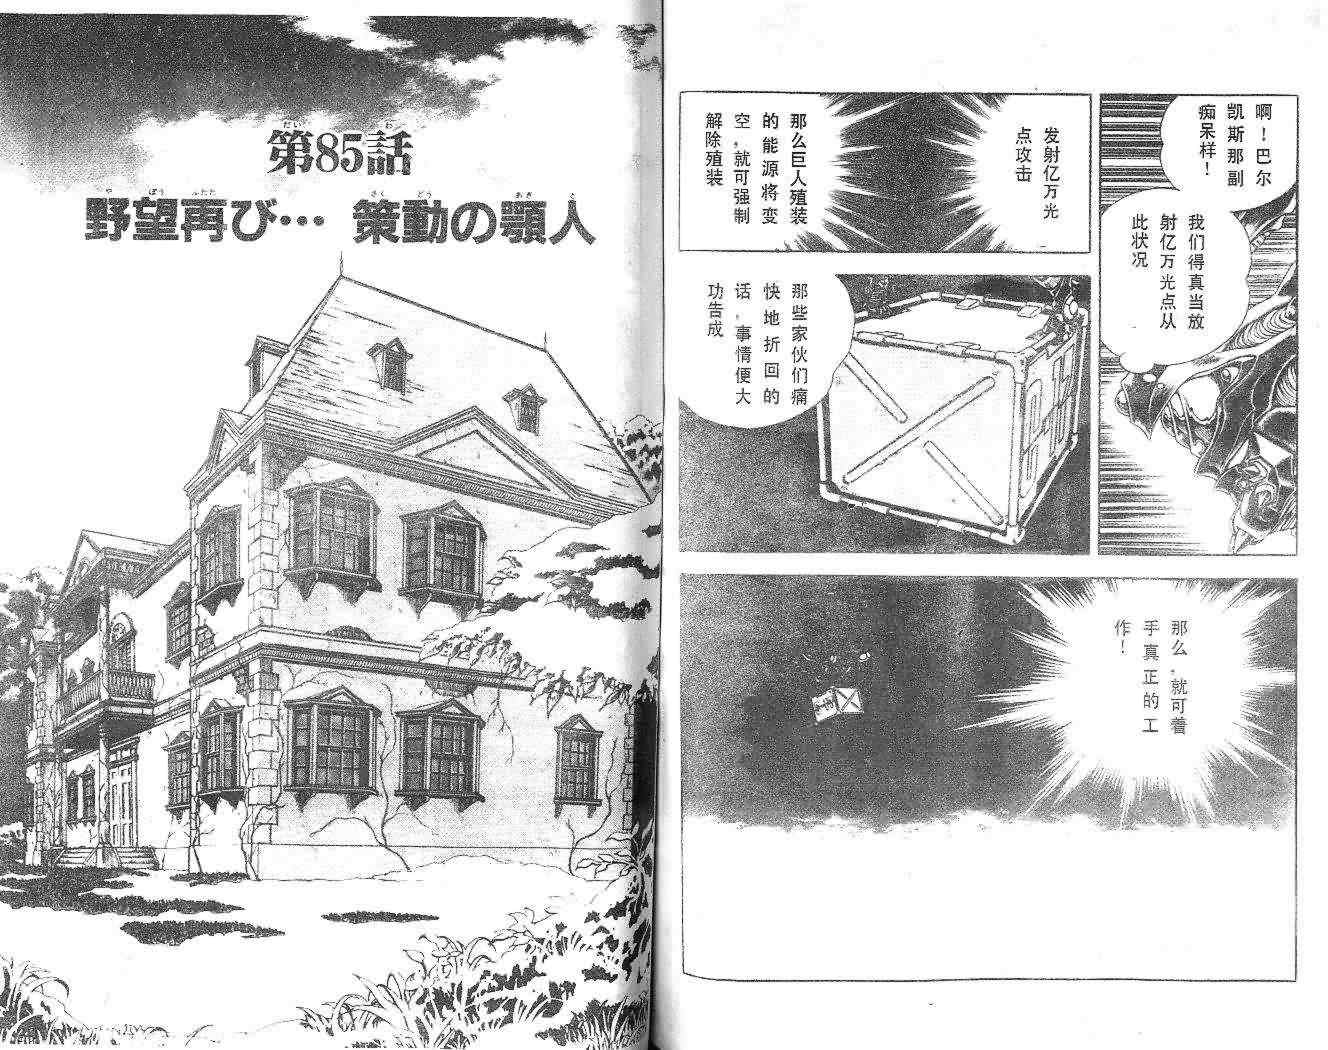 啊！巴尔
凯斯那副
痴呆样！
我们得真当放
射亿万光点从
此状况
发射亿万光
点攻击
那么巨人殖装
的能源将变
空，就可强制
解除殖装
那些家伙们痛
快地折回的
话，事情便大
功告成
那么，就可着
手真正的工
作！
第85話
野望再び… 策動の顎人